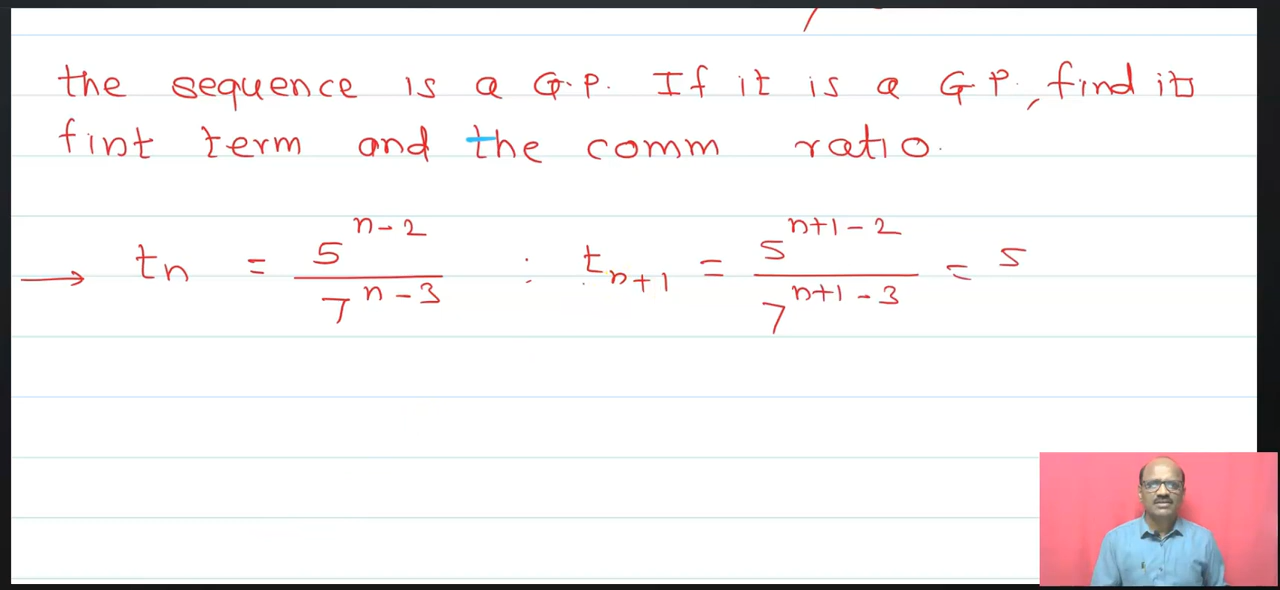 the sequence is a G.P. If it is a G.P., find its
first term and the comm ratio.
→ tn = 5^(n-2) / 7^(n-3) ; tn+1 = 5^(n+1-2) / 7^(n+1-3) = 5